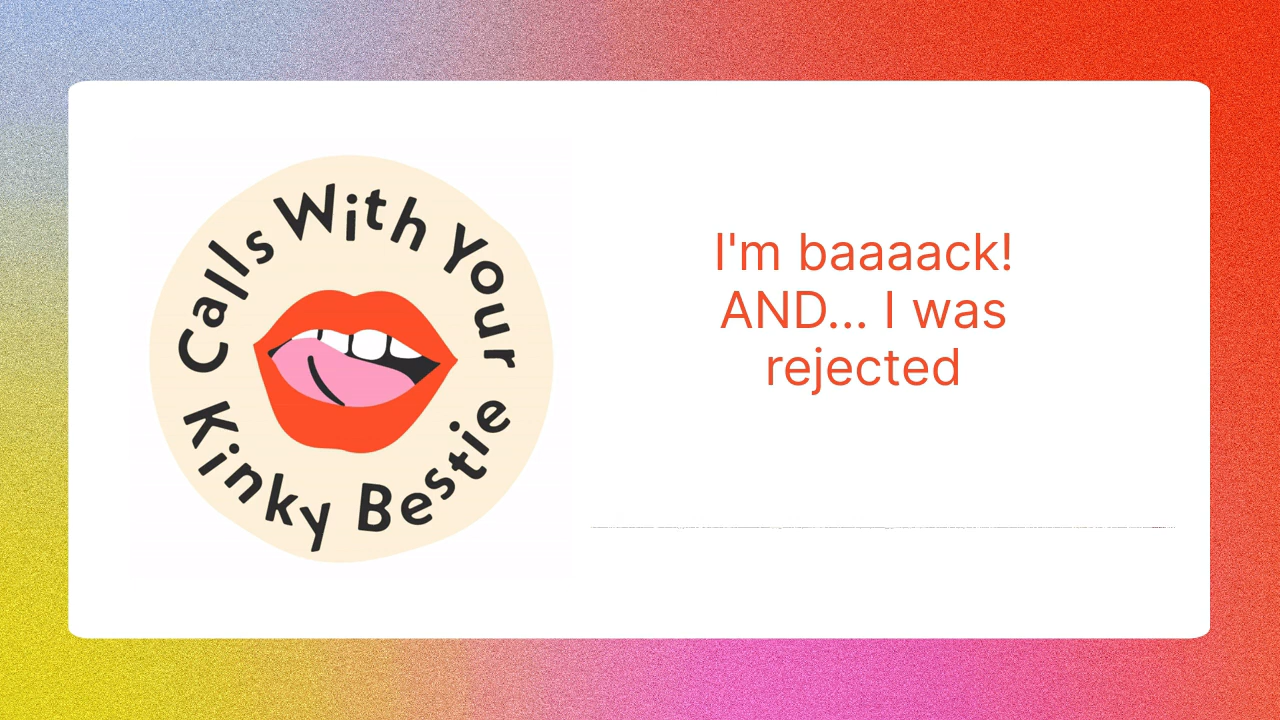 Calls With Your
Kinky Bestie
I'm baaaack!
AND... I was
rejected